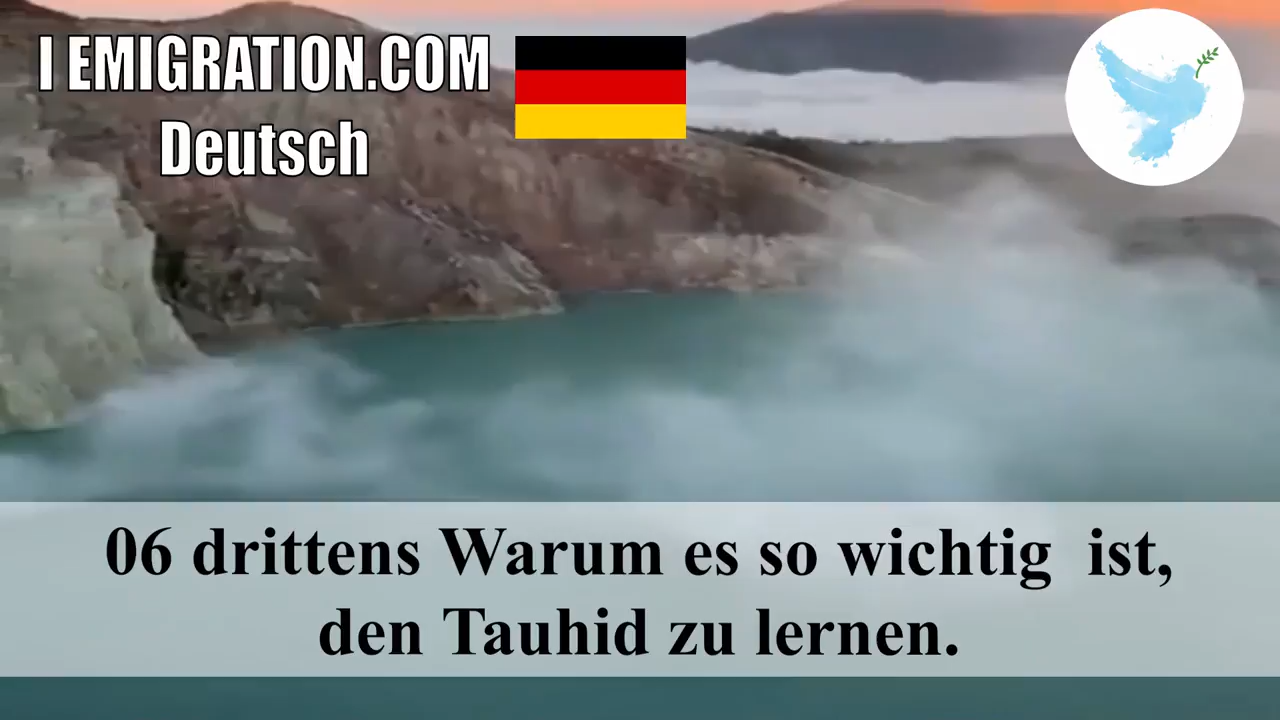 I EMIGRATION.COM
Deutsch
06 drittens Warum es so wichtig  ist,
den Tauhid zu lernen.